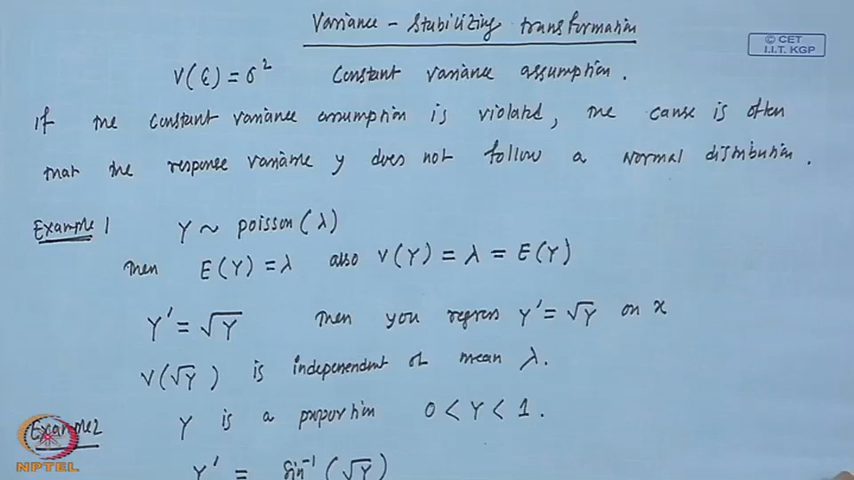 Variance-Stabilizing transformation
© CET
I.I.T. KGP
V(ε) = σ² Constant variance assumption.
If the constant variance assumption is violated, the cause is often
that the response variable y does not follow a Normal distribution.
Example 1 Y ~ poisson(λ)
Then E(Y) = λ also V(Y) = λ = E(Y)
Y' = √Y Then you regress Y' = √Y on x
V(√Y) is independent of mean λ.
Example 2 Y is a proportion 0 < Y < 1.
NPTEL
Y' = Sin⁻¹(√Y)